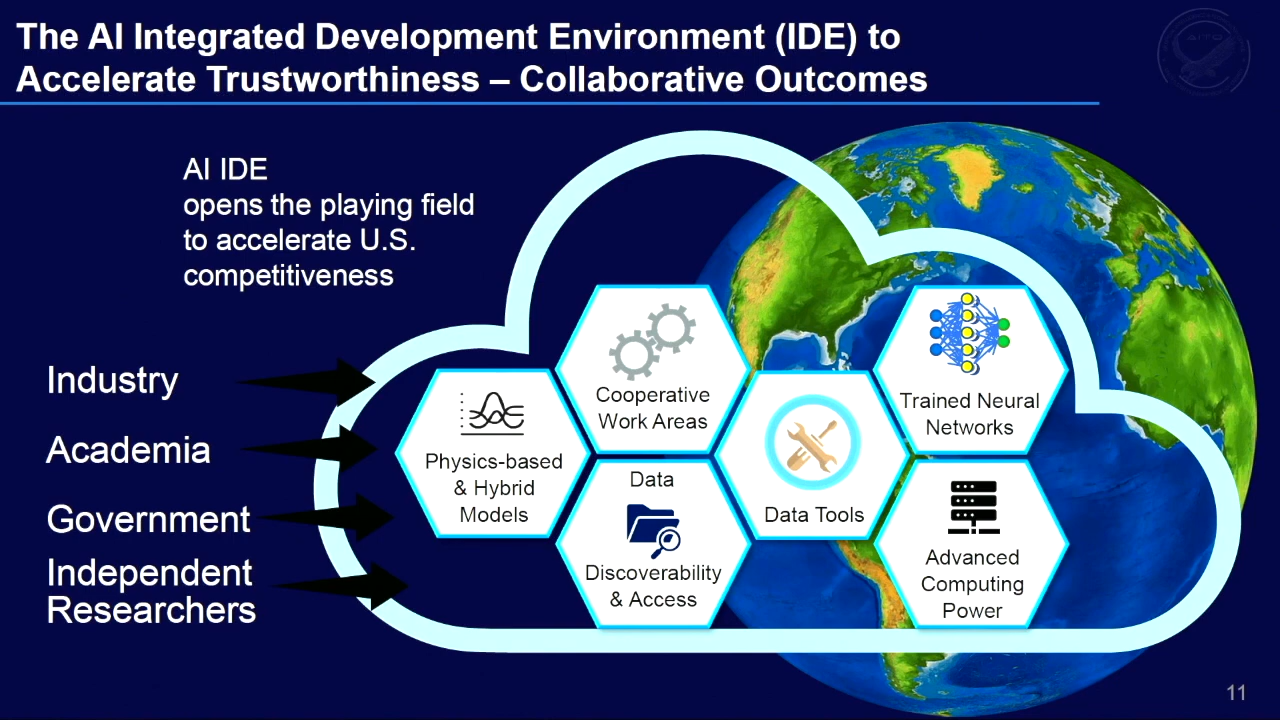 The AI Integrated Development Environment (IDE) to
Accelerate Trustworthiness – Collaborative Outcomes
AITO
AI IDE
opens the playing field
to accelerate U.S.
competitiveness
Industry
Academia
Government
Independent
Researchers
Physics-based
& Hybrid
Models
Cooperative
Work Areas
Data
Discoverability
& Access
Data Tools
Trained Neural
Networks
Advanced
Computing
Power
11